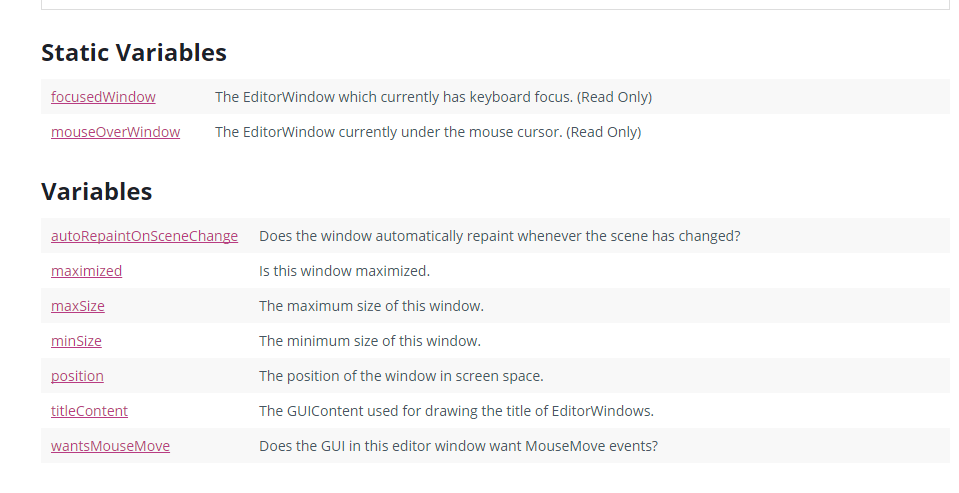 Static Variables
focusedWindow The EditorWindow which currently has keyboard focus. (Read Only)
mouseOverWindow The EditorWindow currently under the mouse cursor. (Read Only)
Variables
autoRepaintOnSceneChange Does the window automatically repaint whenever the scene has changed?
maximized Is this window maximized.
maxSize The maximum size of this window.
minSize The minimum size of this window.
position The position of the window in screen space.
titleContent The GUIContent used for drawing the title of EditorWindows.
wantsMouseMove Does the GUI in this editor window want MouseMove events?